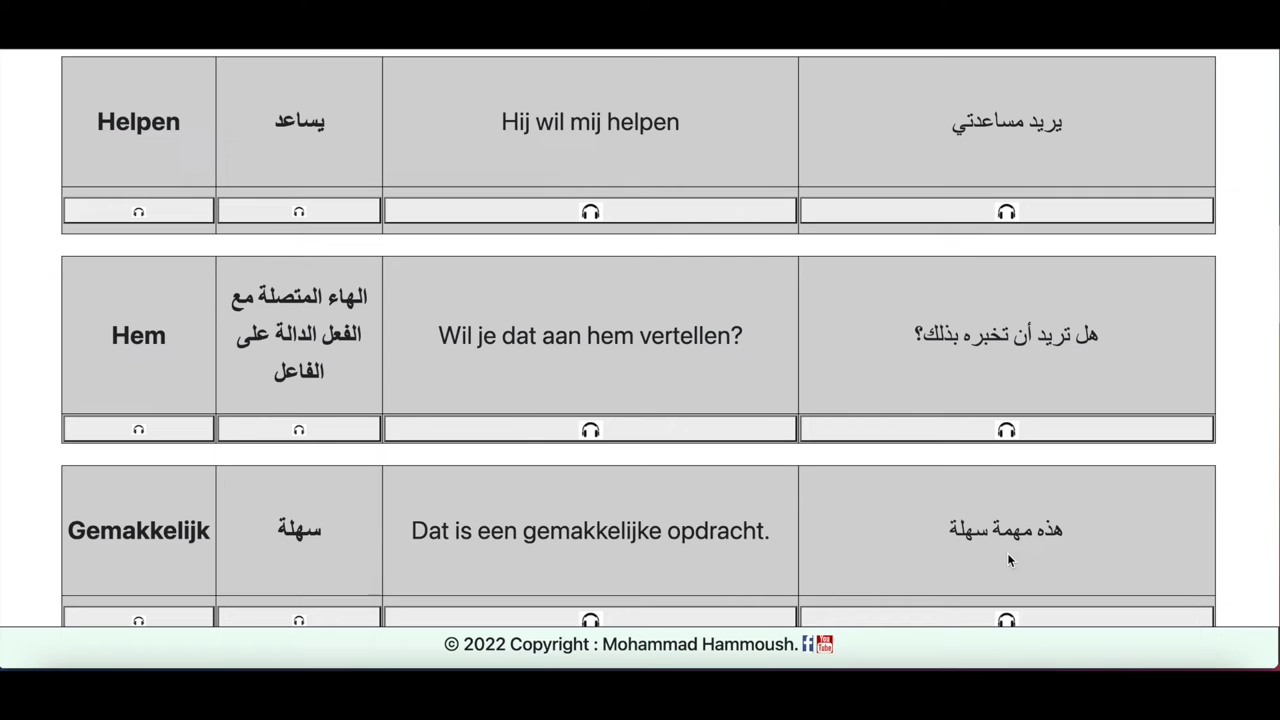 Helpen
يساعد
Hij wil mij helpen
يريد مساعدتي
Hem
الهاء المتصلة مع
الفعل الدالة على
الفاعل
Wil je dat aan hem vertellen?
هل تريد أن تخبره بذلك؟
Gemakkelijk
سهلة
Dat is een gemakkelijke opdracht.
هذه مهمة سهلة
© 2022 Copyright : Mohammad Hammoush. f You Tube